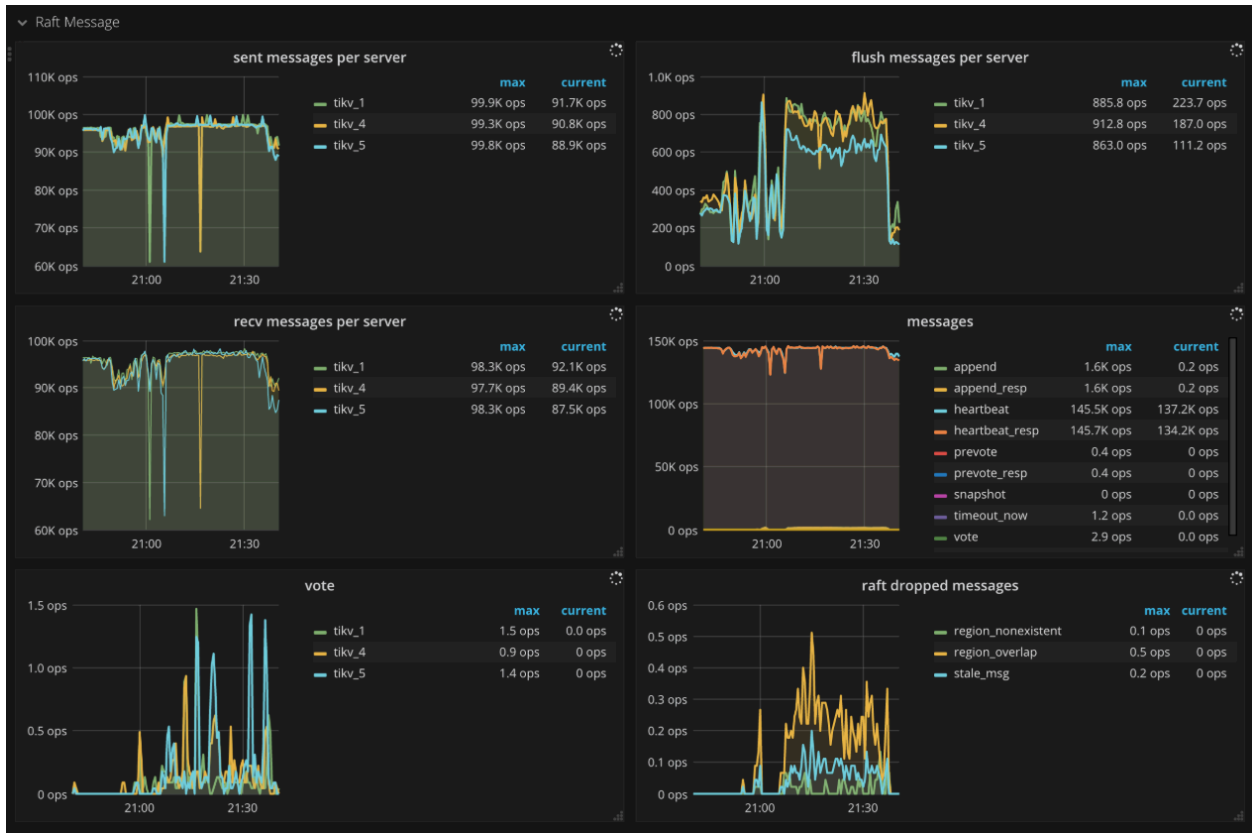 Raft Message
sent messages per server
110K ops
100K ops
90K ops
80K ops
70K ops
60K ops
21:00 21:30
max current
tikv_1 99.9K ops 91.7K ops
tikv_4 99.3K ops 90.8K ops
tikv_5 99.8K ops 88.9K ops
flush messages per server
1.0K ops
800 ops
600 ops
400 ops
200 ops
0 ops
21:00 21:30
max current
tikv_1 885.8 ops 223.7 ops
tikv_4 912.8 ops 187.0 ops
tikv_5 863.0 ops 111.2 ops
recv messages per server
100K ops
90K ops
80K ops
70K ops
60K ops
21:00 21:30
max current
tikv_1 98.3K ops 92.1K ops
tikv_4 97.7K ops 89.4K ops
tikv_5 98.3K ops 87.5K ops
messages
150K ops
100K ops
50K ops
0 ops
21:00 21:30
max current
append 1.6K ops 0.2 ops
append_resp 1.6K ops 0.2 ops
heartbeat 145.5K ops 137.2K ops
heartbeat_resp 145.7K ops 134.2K ops
prevote 0.4 ops 0 ops
prevote_resp 0.4 ops 0 ops
snapshot 0 ops 0 ops
timeout_now 1.2 ops 0.0 ops
vote 2.9 ops 0.0 ops
vote
1.5 ops
1.0 ops
0.5 ops
0 ops
21:00 21:30
max current
tikv_1 1.5 ops 0.0 ops
tikv_4 0.9 ops 0 ops
tikv_5 1.4 ops 0 ops
raft dropped messages
0.6 ops
0.5 ops
0.4 ops
0.3 ops
0.2 ops
0.1 ops
0 ops
21:00 21:30
max current
region_nonexistent 0.1 ops 0 ops
region_overlap 0.5 ops 0 ops
stale_msg 0.2 ops 0 ops